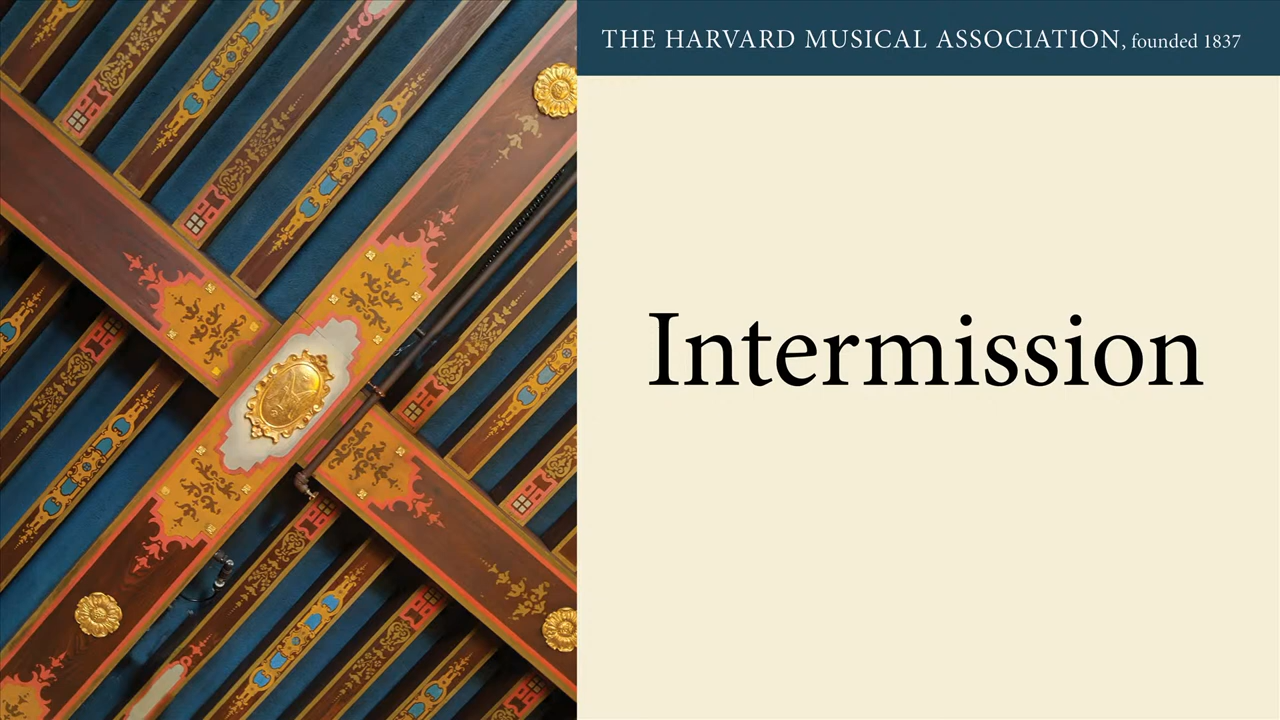 THE HARVARD MUSICAL ASSOCIATION, founded 1837
Intermission